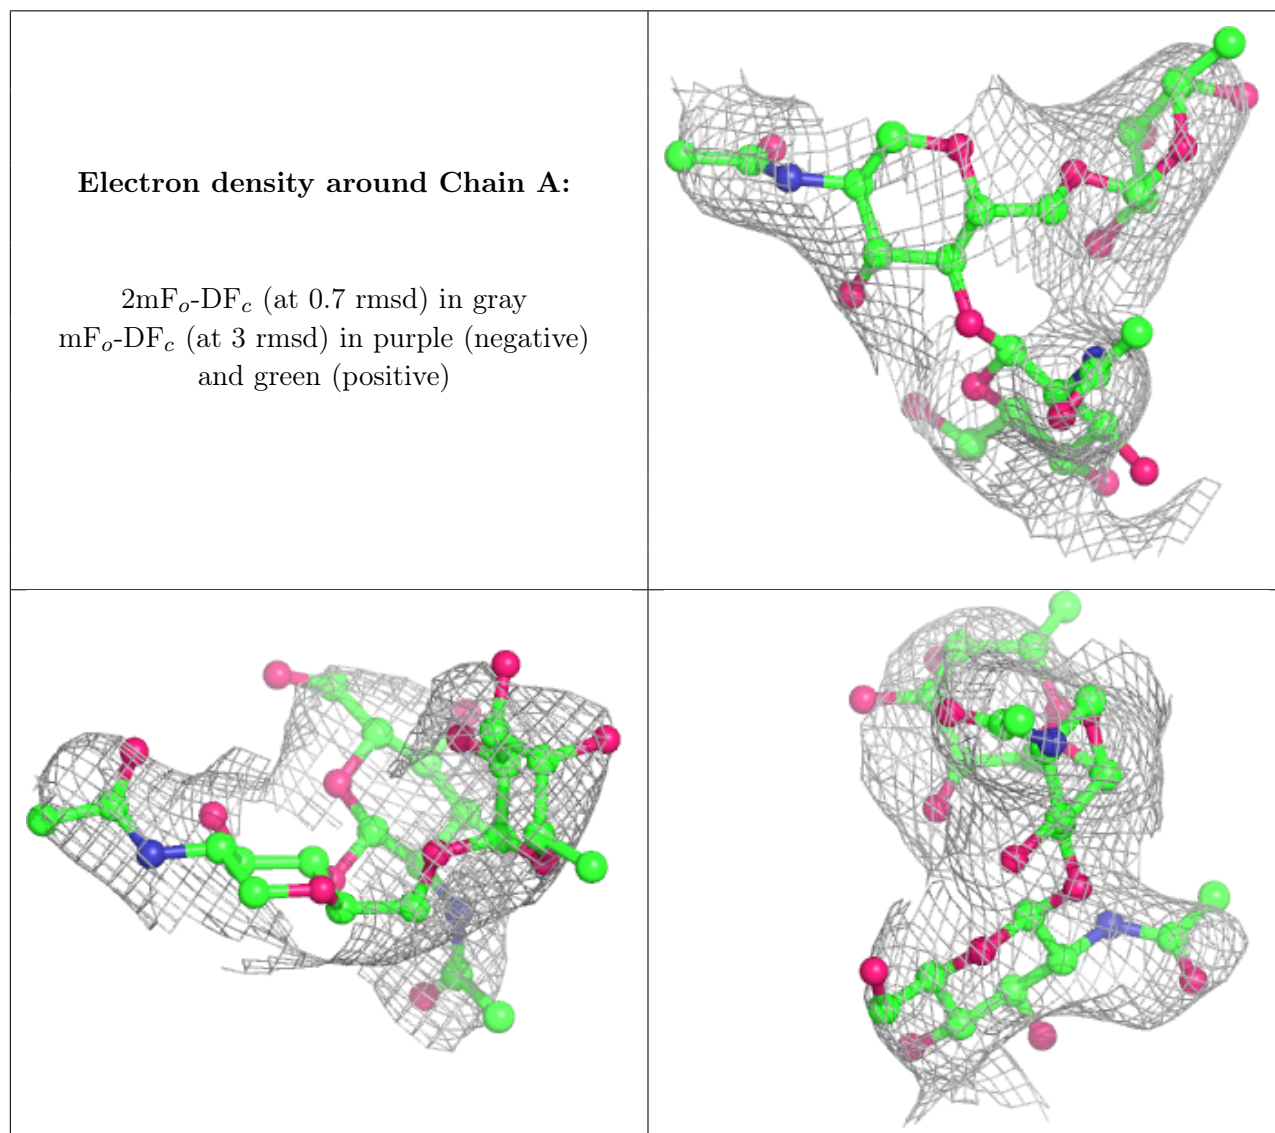 Electron density around Chain A:
2mFo-DFc (at 0.7 rmsd) in gray
mFo-DFc (at 3 rmsd) in purple (negative)
and green (positive)